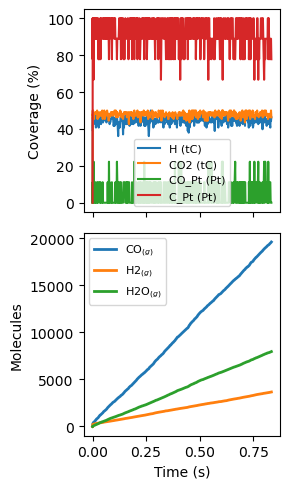 Coverage (%)
100
80
60
40
20
0
H (tC)
CO2 (tC)
CO_Pt (Pt)
C_Pt (Pt)
Molecules
20000
15000
10000
5000
0
CO(g)
H2(g)
H2O(g)
0.00 0.25 0.50 0.75
Time (s)